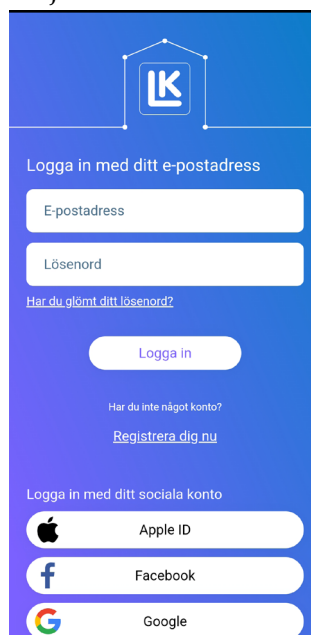 LK
Logga in med ditt e-postadress
E-postadress
Lösenord
Har du glömt ditt lösenord?
Logga in
Har du inte något konto?
Registrera dig nu
Logga in med ditt sociala konto
Apple ID
Facebook
Google